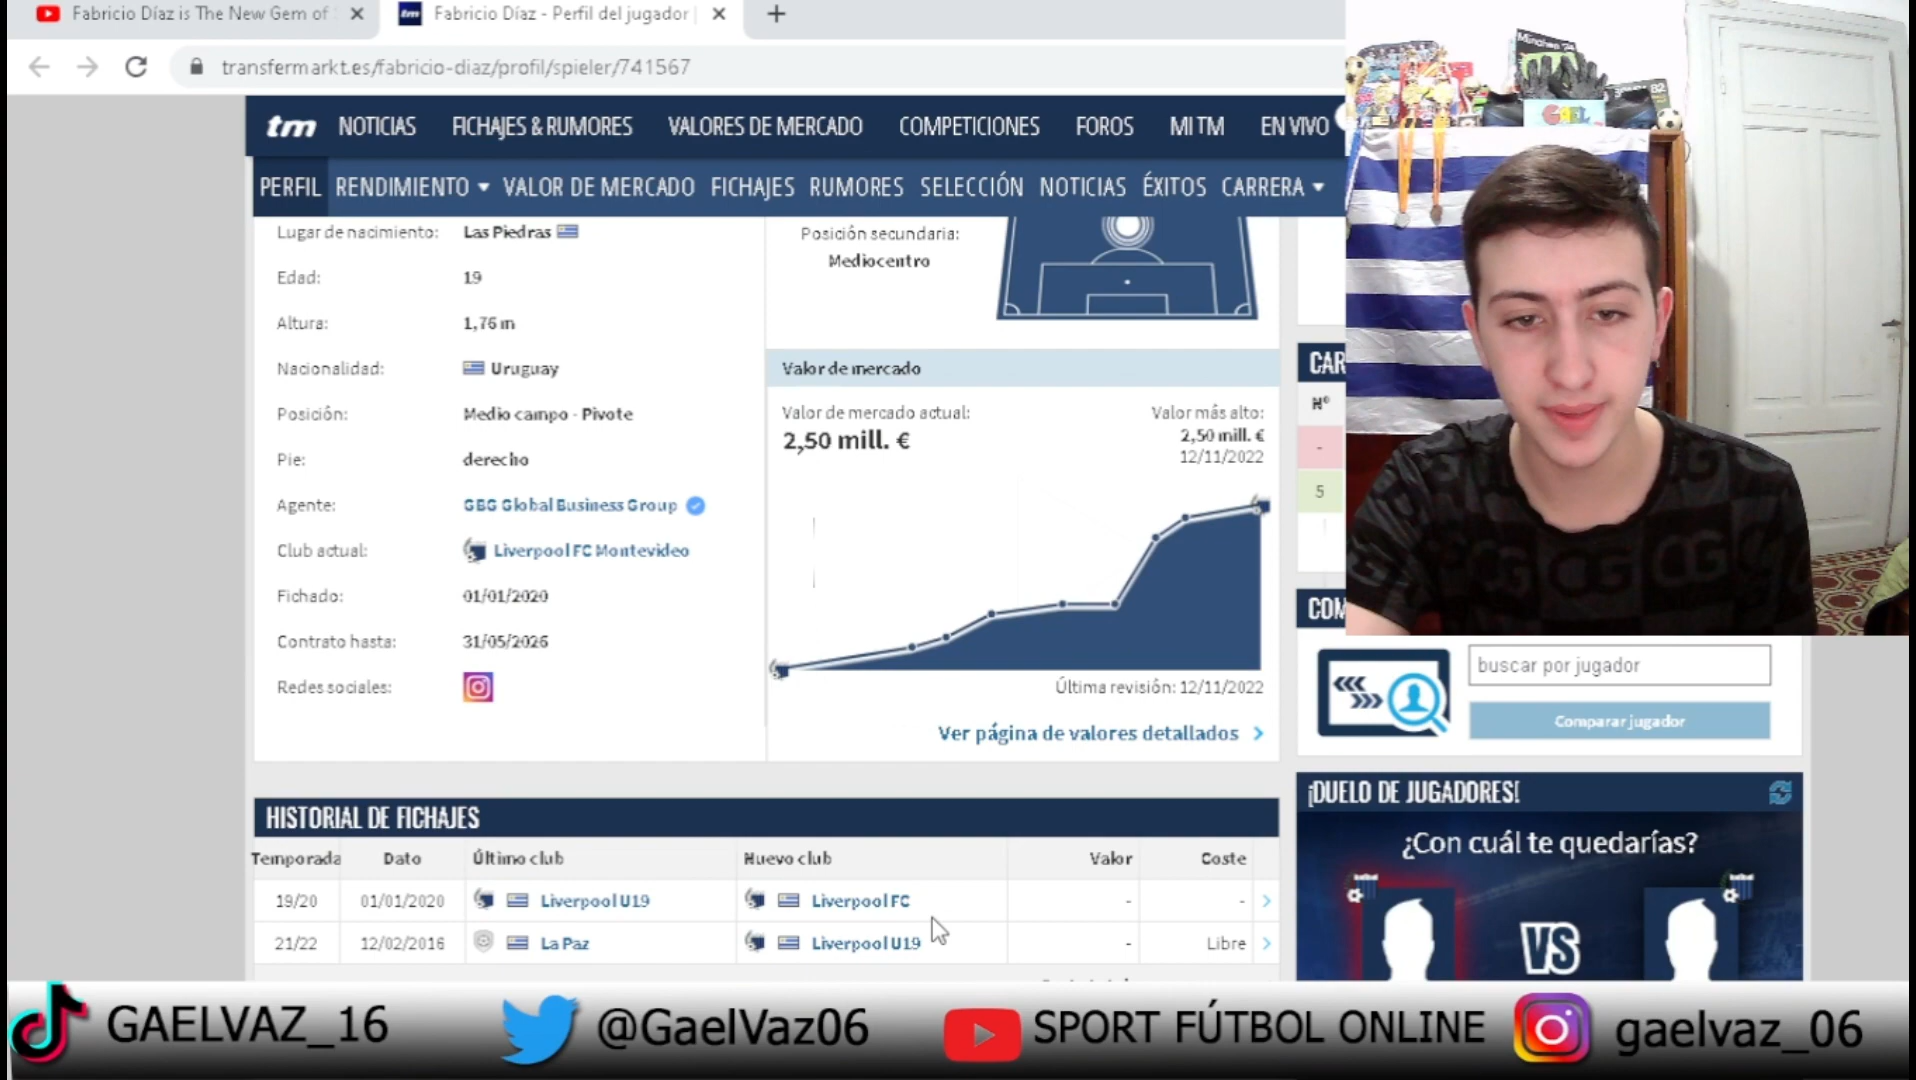 Fabricio Díaz is The New Gem of
Fabricio Díaz - Perfil del jugador
transfermarkt.es/fabricio-diaz/profil/spieler/741567
tm NOTICIAS FICHAJES & RUMORES VALORES DE MERCADO COMPETICIONES FOROS MI TM EN VIVO
PERFIL RENDIMIENTO VALOR DE MERCADO FICHAJES RUMORES SELECCIÓN NOTICIAS ÉXITOS CARRERA
Lugar de nacimiento: Las Piedras
Edad: 19
Altura: 1,76 m
Nacionalidad: Uruguay
Posición: Medio campo - Pivote
Pie: derecho
Agente: GBG Global Business Group
Club actual: Liverpool FC Montevideo
Fichado: 01/01/2020
Contrato hasta: 31/05/2026
Redes sociales:
Posición secundaria:
Mediocentro
Valor de mercado
Valor de mercado actual:
2,50 mill. €
Valor más alto:
2,50 mill. €
12/11/2022
Última revisión: 12/11/2022
Ver página de valores detallados
CAR
Nº
-
5
COM
buscar por jugador
Comparar jugador
¡DUELO DE JUGADORES!
¿Con cuál te quedarías?
VS
HISTORIAL DE FICHAJES
Temporada Dato Último club Nuevo club Valor Coste
19/20 01/01/2020 Liverpool U19 Liverpool FC - -
21/22 12/02/2016 La Paz Liverpool U19 - Libre
GAEL
GAELVAZ_16 @GaelVaz06 SPORT FÚTBOL ONLINE gaelvaz_06